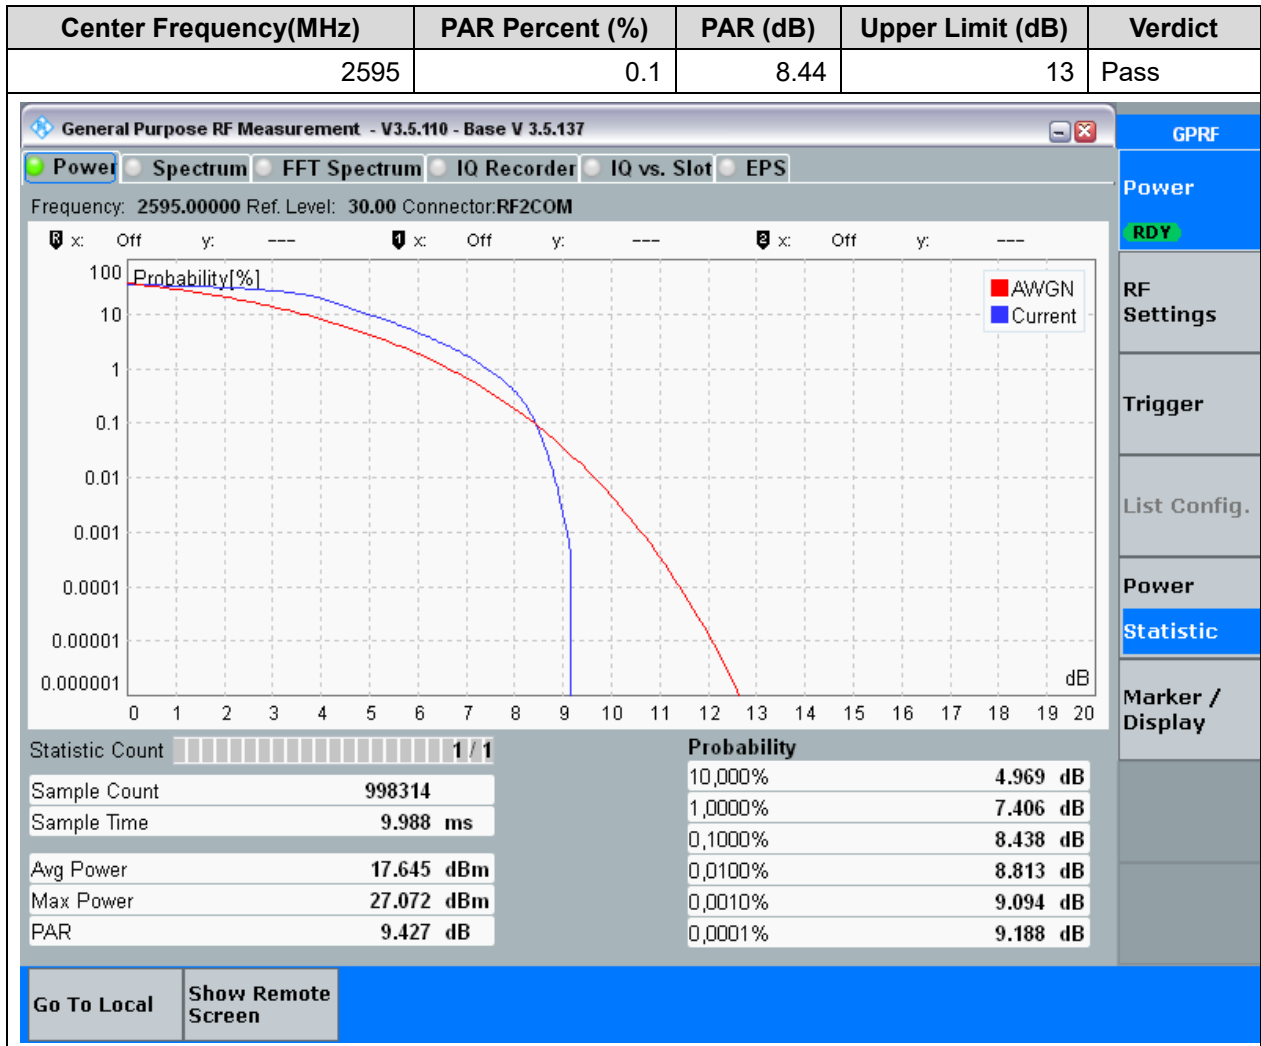 Center Frequency(MHz) PAR Percent (%) PAR (dB) Upper Limit (dB) Verdict
2595 0.1 8.44 13 Pass
General Purpose RF Measurement - V3.5.110 - Base V 3.5.137
GPRF
Power Spectrum FFT Spectrum IQ Recorder IQ vs. Slot EPS
Power
RDY
Frequency: 2595.00000 Ref. Level: 30.00 Connector:RF2COM
R x: Off y: --- 1 x: Off y: --- 2 x: Off y: ---
Probability[%]
AWGN
Current
100
10
1
0.1
0.01
0.001
0.0001
0.00001
0.000001
dB
0 1 2 3 4 5 6 7 8 9 10 11 12 13 14 15 16 17 18 19 20
RF
Settings
Trigger
List Config.
Power
Statistic
Marker /
Display
Statistic Count 1 / 1
Sample Count 998314
Sample Time 9.988 ms
Avg Power 17.645 dBm
Max Power 27.072 dBm
PAR 9.427 dB
Probability
10,000% 4.969 dB
1,0000% 7.406 dB
0,1000% 8.438 dB
0,0100% 8.813 dB
0,0010% 9.094 dB
0,0001% 9.188 dB
Go To Local
Show Remote
Screen